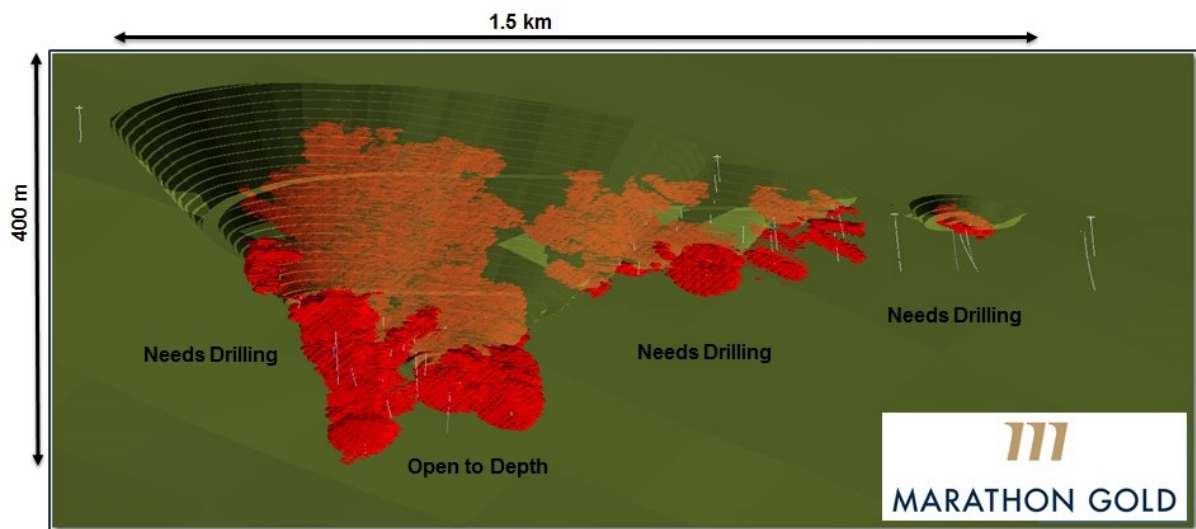 1.5 km
400 m
Needs Drilling
Needs Drilling
Needs Drilling
Open to Depth
MARATHON GOLD